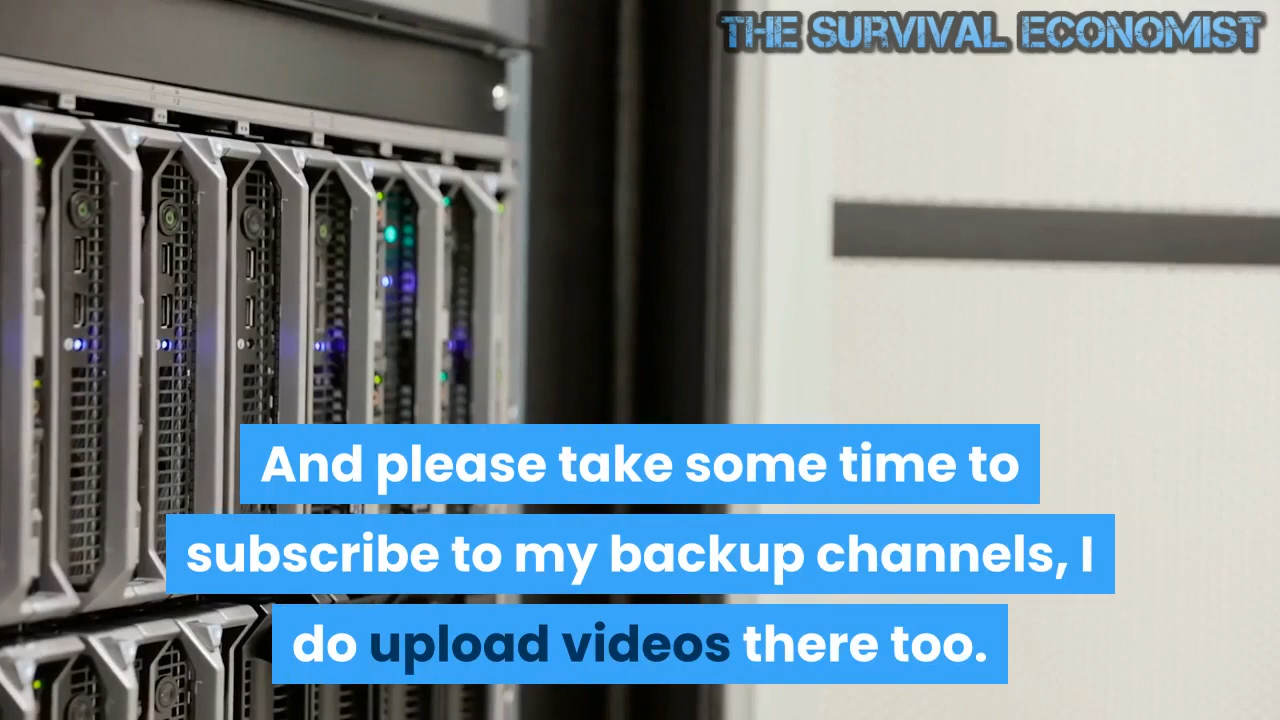 THE SURVIVAL ECONOMIST
And please take some time to
subscribe to my backup channels, I
do upload videos there too.